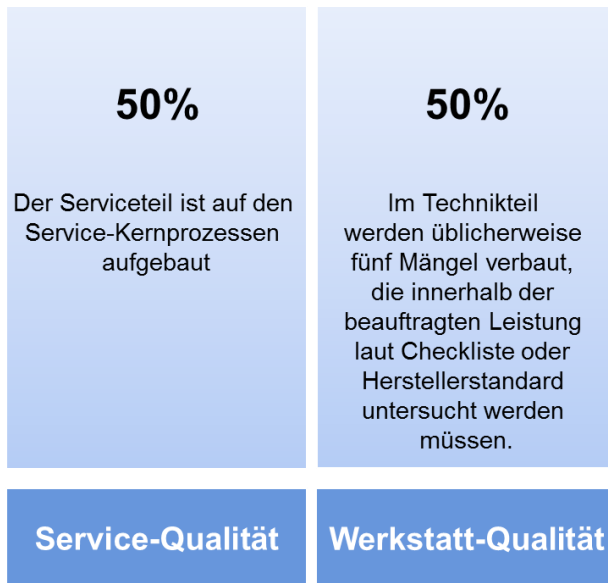 50%
Der Serviceteil ist auf den
Service-Kernprozessen
aufgebaut
Service-Qualität
50%
Im Technikteil
werden üblicherweise
fünf Mängel verbaut,
die innerhalb der
beauftragten Leistung
laut Checkliste oder
Herstellerstandard
untersucht werden
müssen.
Werkstatt-Qualität